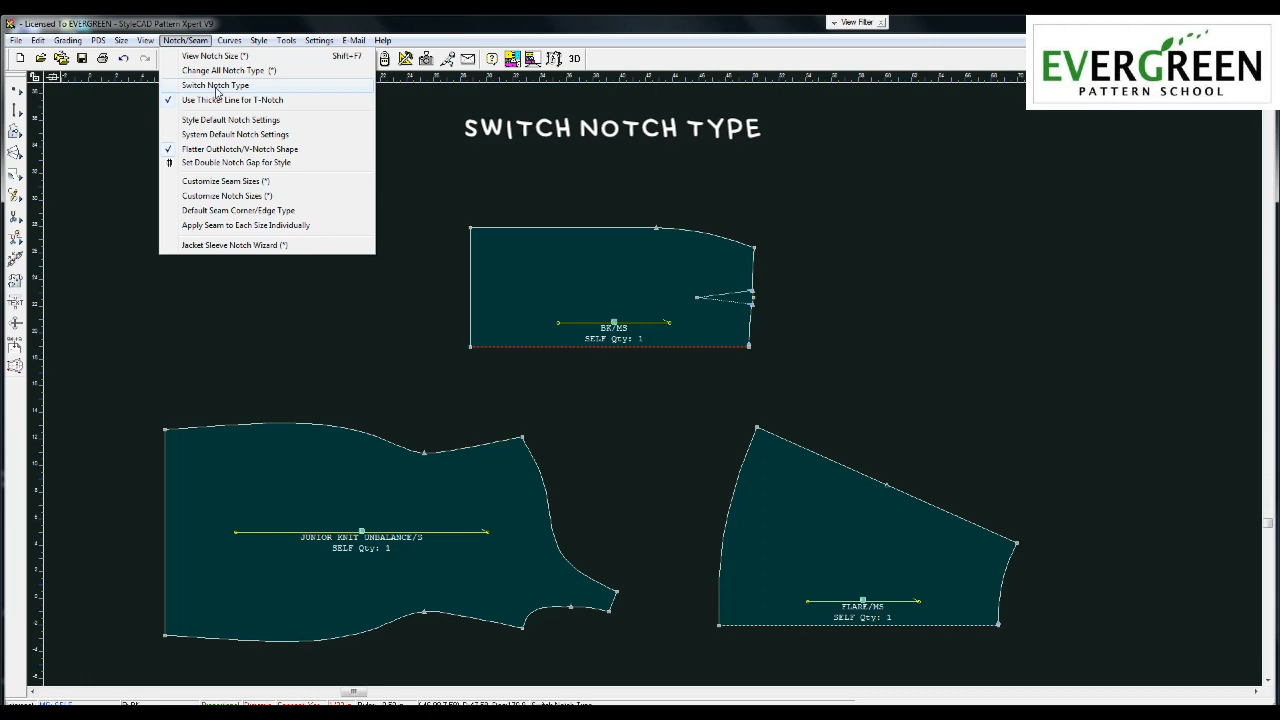 - Licensed To EVERGREEN - StyleCAD Pattern Xpert V9
View Filter
File Edit Grading PDS Size View Notch/Seam Curves Style Tools Settings E-Mail Help
View Notch Size (*) Shift+F7
Change All Notch Type (*)
Switch Notch Type
Use Thicker Line for T-Notch
Style Default Notch Settings
System Default Notch Settings
Flatter OutNotch/V-Notch Shape
Set Double Notch Gap for Style
Customize Seam Sizes (*)
Customize Notch Sizes (*)
Default Seam Corner/Edge Type
Apply Seam to Each Size Individually
Jacket Sleeve Notch Wizard (*)
3D
TEXT
EVERGREEN
PATTERN SCHOOL
SWITCH NOTCH TYPE
BK/MS
SELF Qty: 1
JUNIOR KNIT UNBALANCE/S
SELF Qty: 1
FLARE/MS
SELF Qty: 1